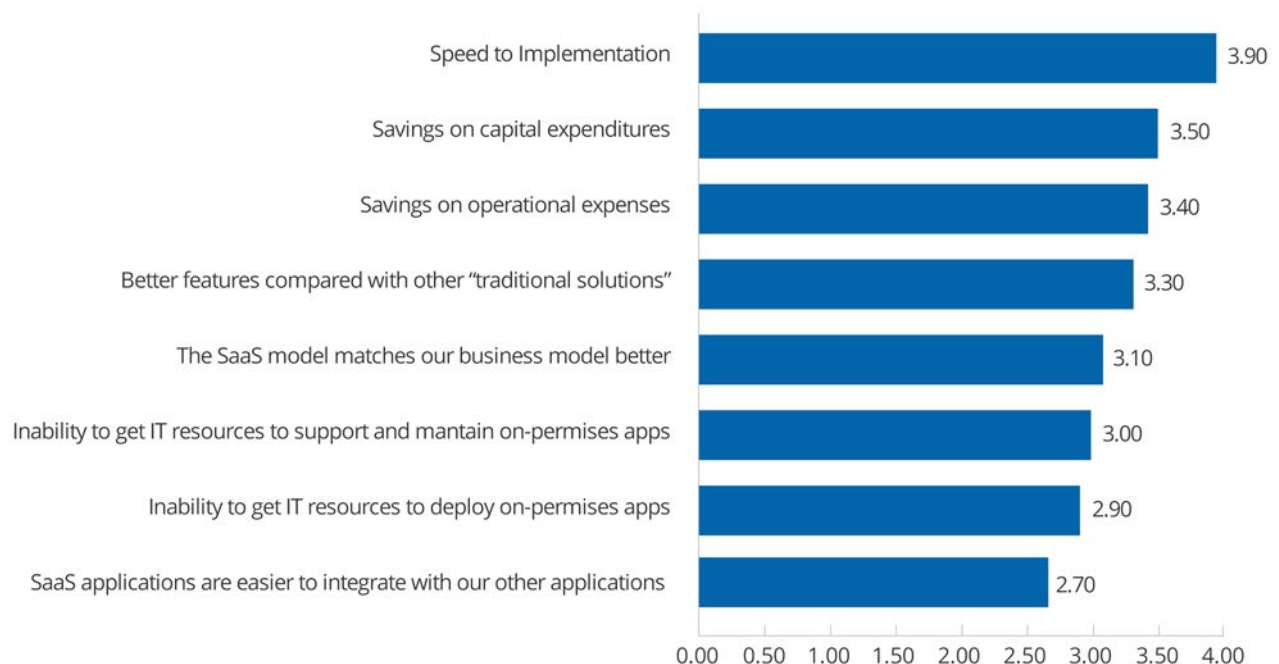 Speed to Implementation 3.90
Savings on capital expenditures 3.50
Savings on operational expenses 3.40
Better features compared with other “traditional solutions” 3.30
The SaaS model matches our business model better 3.10
Inability to get IT resources to support and mantain on-permises apps 3.00
Inability to get IT resources to deploy on-permises apps 2.90
SaaS applications are easier to integrate with our other applications 2.70
0.00 0.50 1.00 1.50 2.00 2.50 3.00 3.50 4.00